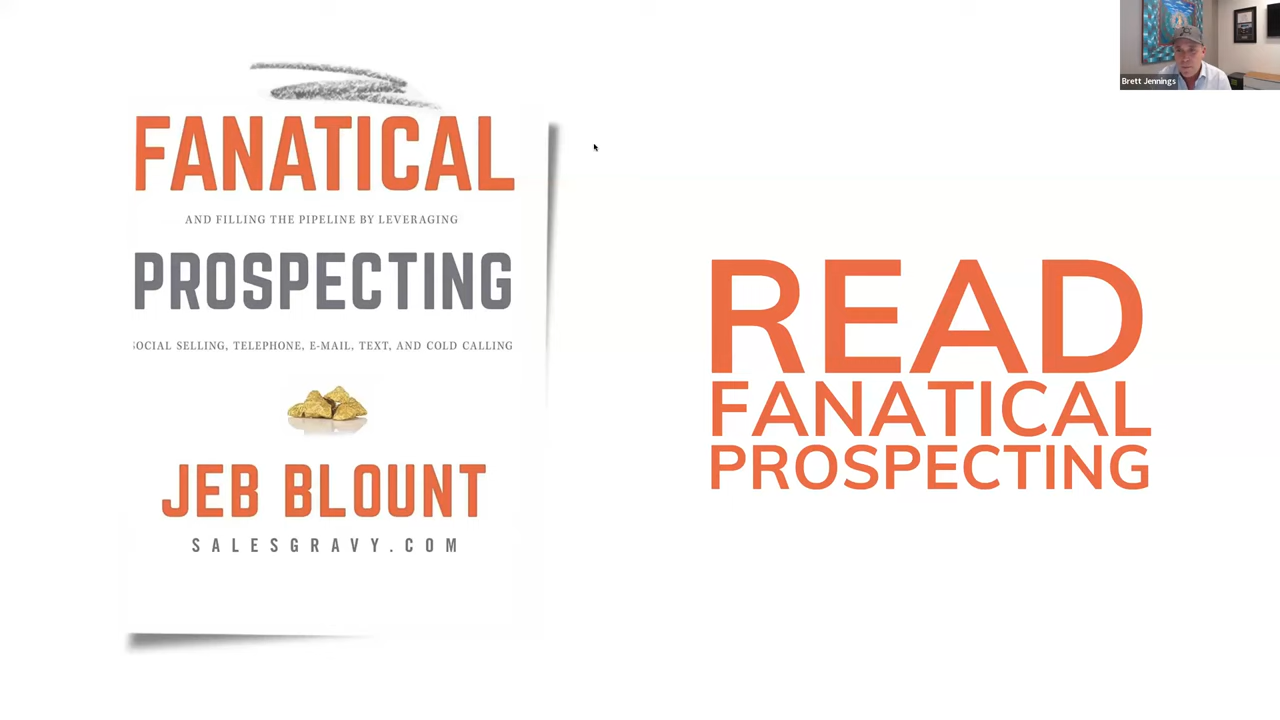 FANATICAL
AND FILLING THE PIPELINE BY LEVERAGING
PROSPECTING
SOCIAL SELLING, TELEPHONE, E-MAIL, TEXT, AND COLD CALLING
JEB BLOUNT
SALESGRAVY.COM
READ
FANATICAL
PROSPECTING
Brett Jennings